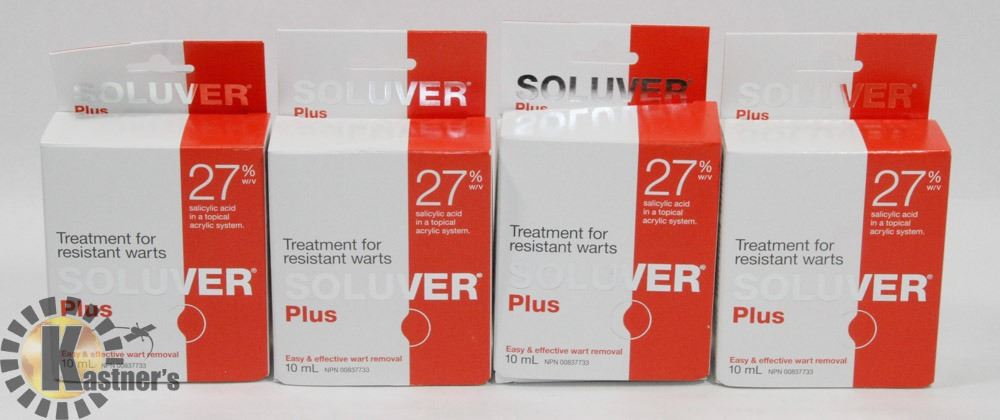 SOLUVER®
Plus
27% w/v
salicylic acid
in a topical
acrylic system.
Treatment for
resistant warts
SOLUVER®
Plus
Easy & effective wart removal
10 mL NPN 00837733
SOLUVER®
Plus
27% w/v
salicylic acid
in a topical
acrylic system.
Treatment for
resistant warts
SOLUVER®
Plus
Easy & effective wart removal
10 mL NPN 00837733
SOLUVER®
Plus
27% w/v
salicylic acid
in a topical
acrylic system.
Treatment for
resistant warts
SOLUVER®
Plus
Easy & effective wart removal
10 mL NPN 00837733
SOLUVER®
Plus
27% w/v
salicylic acid
in a topical
acrylic system.
Treatment for
resistant warts
SOLUVER®
Plus
Easy & effective wart removal
10 mL NPN 00837733
Kastner's